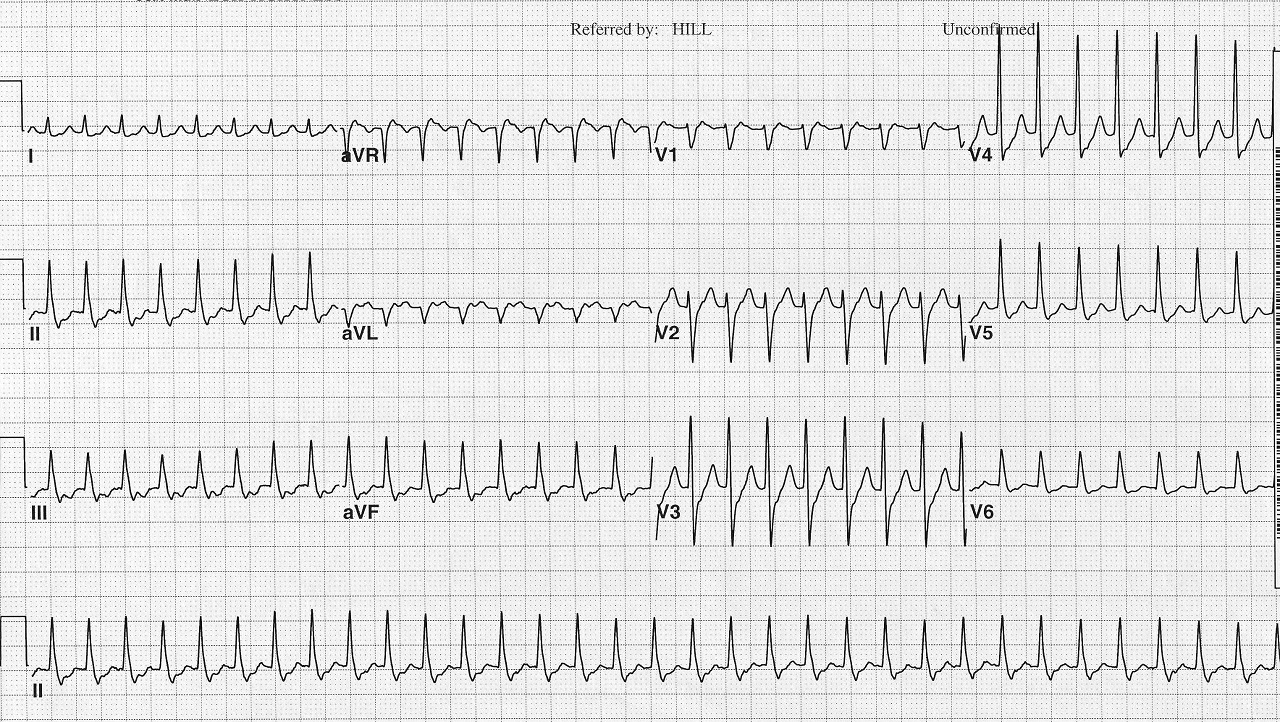 Referred by: HILL Unconfirmed
I aVR V1 V4
II aVL V2 V5
III aVF V3 V6
II